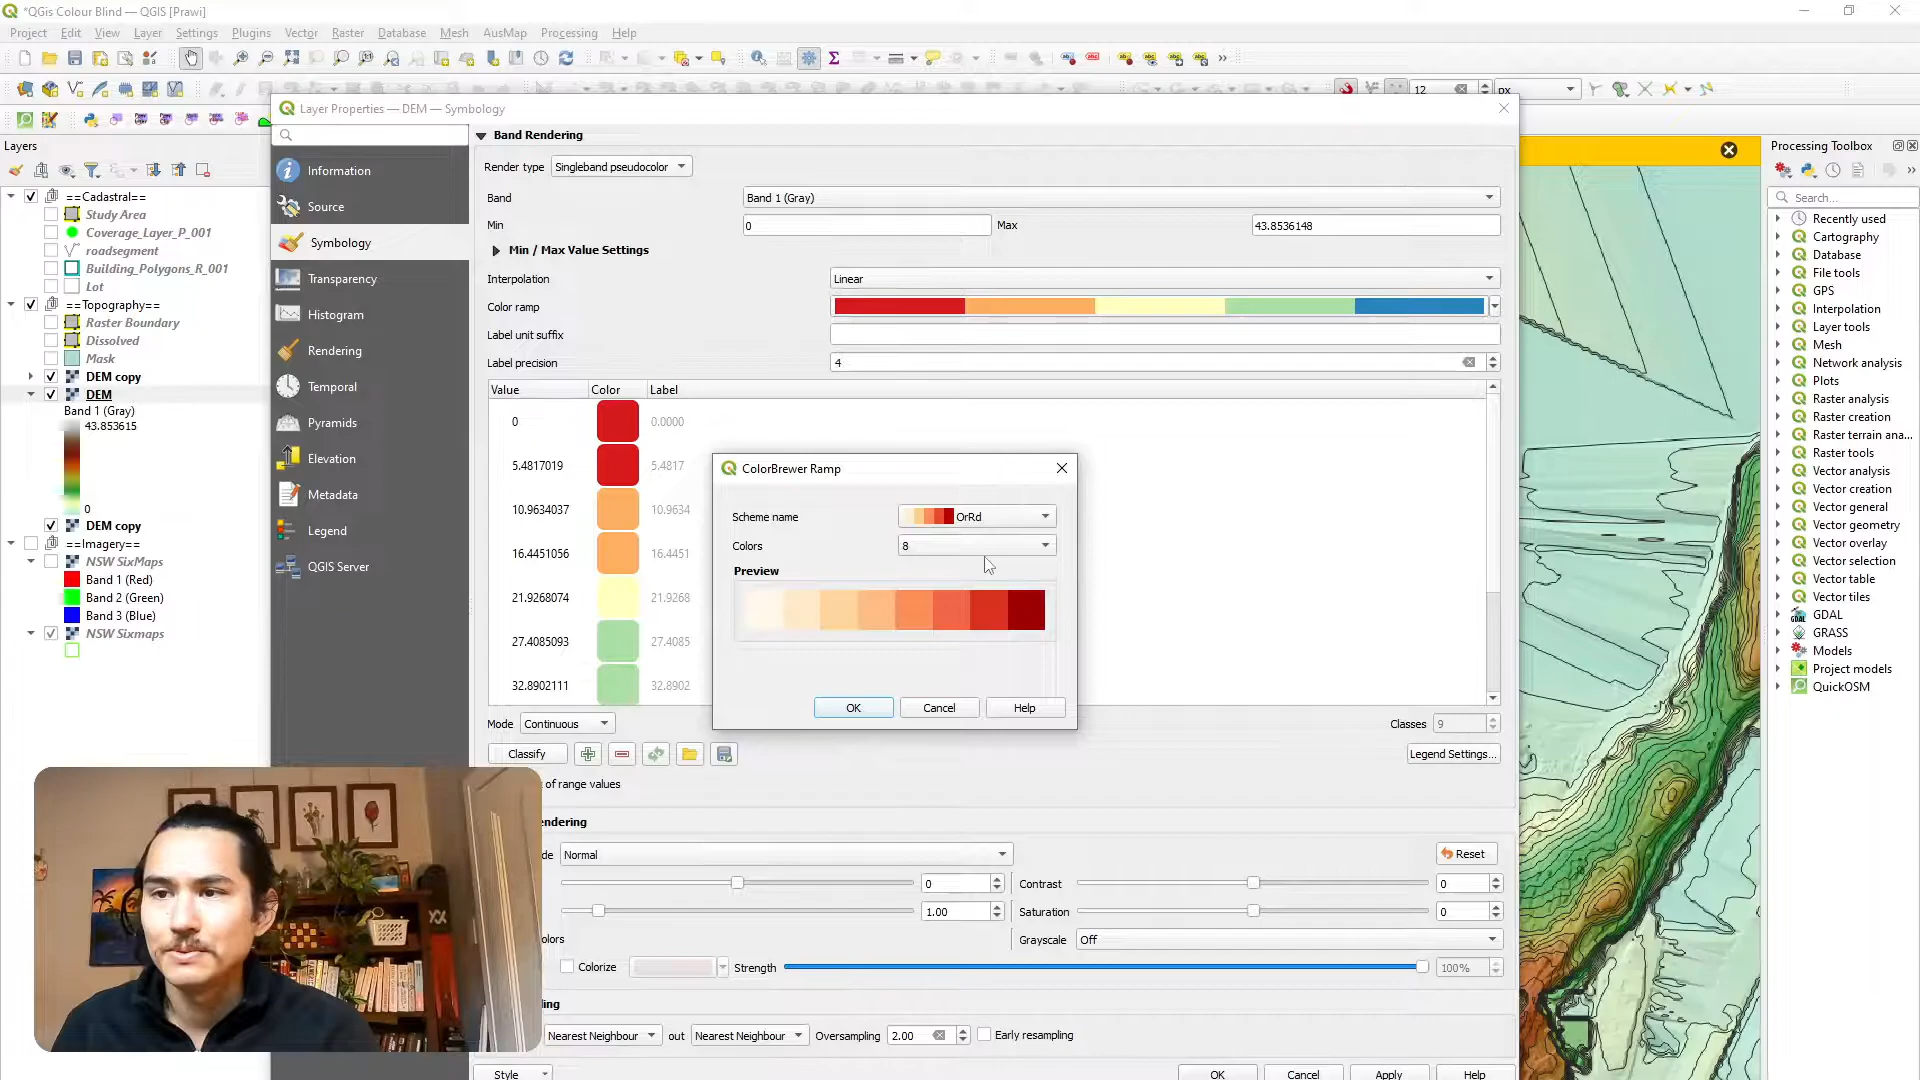 *QGis Colour Blind — QGIS [Prawi]
Project Edit View Layer Settings Plugins Vector Raster Database Mesh AusMap Processing Help
12 px
Layers
==Cadastral==
Study Area
Coverage_Layer_P_001
roadsegment
Building_Polygons_R_001
Lot
==Topography==
Raster Boundary
Dissolved
Mask
DEM copy
DEM
Band 1 (Gray)
43.853615
0
DEM copy
==Imagery==
NSW SixMaps
Band 1 (Red)
Band 2 (Green)
Band 3 (Blue)
NSW Sixmaps
Layer Properties — DEM — Symbology
Information
Source
Symbology
Transparency
Histogram
Rendering
Temporal
Pyramids
Elevation
Metadata
Legend
QGIS Server
Band Rendering
Render type Singleband pseudocolor
Band Band 1 (Gray)
Min 0 Max 43.8536148
Min / Max Value Settings
Interpolation Linear
Color ramp
Label unit suffix
Label precision 4
Value Color Label
0 0.0000
5.4817019 5.4817
10.9634037 10.9634
16.4451056 16.4451
21.9268074 21.9268
27.4085093 27.4085
32.8902111 32.8902
Mode Continuous Classes 9
Classify Legend Settings...
of range values
ColorBrewer Ramp
Scheme name OrRd
Colors 8
Preview
OK Cancel Help
ndering
de Normal Reset
0 Contrast 0
1.00 Saturation 0
olors Grayscale Off
Colorize Strength 100%
ling
Nearest Neighbour out Nearest Neighbour Oversampling 2.00 Early resampling
Style OK Cancel Apply Help
Processing Toolbox
Search...
Recently used
Cartography
Database
File tools
GPS
Interpolation
Layer tools
Mesh
Network analysis
Plots
Raster analysis
Raster creation
Raster terrain ana...
Raster tools
Vector analysis
Vector creation
Vector general
Vector geometry
Vector overlay
Vector selection
Vector table
Vector tiles
GDAL
GRASS
Models
Project models
QuickOSM